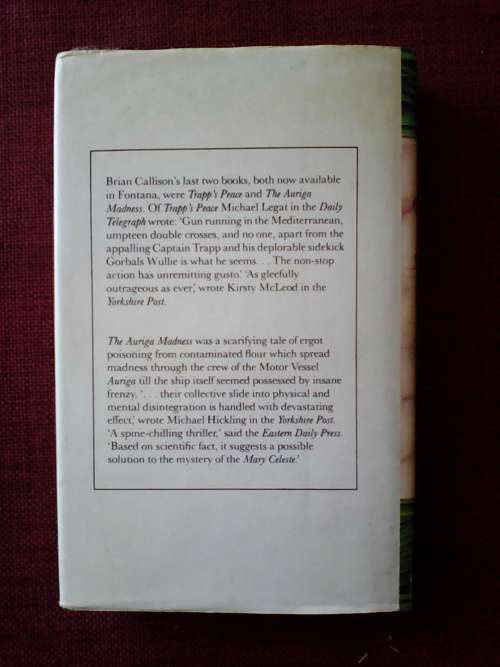 Brian Callison's last two books, both now available
in Fontana, were Trapp's Peace and The Auriga
Madness. Of Trapp's Peace Michael Legat in the Daily
Telegraph wrote: 'Gun running in the Mediterranean,
umpteen double crosses, and no one, apart from the
appalling Captain Trapp and his deplorable sidekick
Gorbals Wullie is what he seems. . . The non-stop
action has unremitting gusto.' 'As gleefully
outrageous as ever,' wrote Kirsty McLeod in the
Yorkshire Post.
The Auriga Madness was a scarifying tale of ergot
poisoning from contaminated flour which spread
madness through the crew of the Motor Vessel
Auriga till the ship itself seemed possessed by insane
frenzy. '. . . their collective slide into physical and
mental disintegration is handled with devastating
effect,' wrote Michael Hickling in the Yorkshire Post.
'A spine-chilling thriller,' said the Eastern Daily Press.
'Based on scientific fact, it suggests a possible
solution to the mystery of the Mary Celeste.'